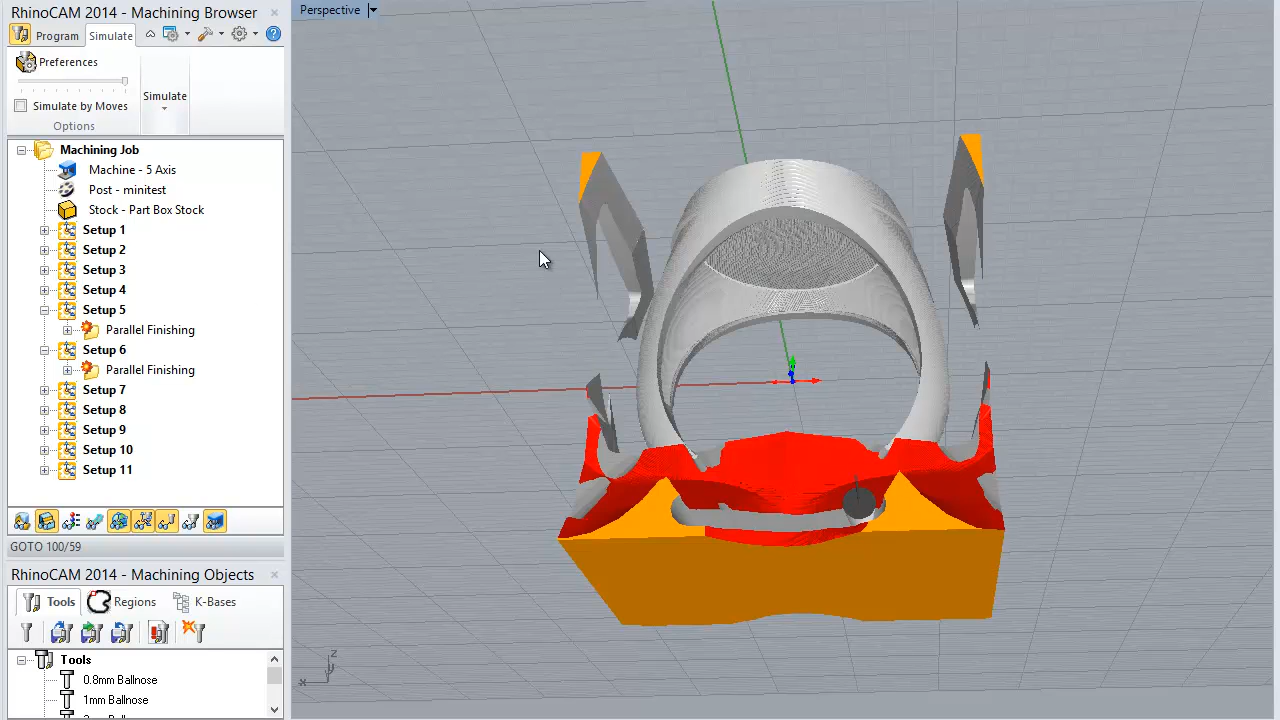 RhinoCAM 2014 - Machining Browser
Program
Simulate
Preferences
Simulate by Moves
Options
Simulate
Machining Job
Machine - 5 Axis
Post - minitest
Stock - Part Box Stock
Setup 1
Setup 2
Setup 3
Setup 4
Setup 5
Parallel Finishing
Setup 6
Parallel Finishing
Setup 7
Setup 8
Setup 9
Setup 10
Setup 11
GOTO 100/59
RhinoCAM 2014 - Machining Objects
Tools
Regions
K-Bases
Tools
0.8mm Ballnose
1mm Ballnose
Perspective
z
y
x